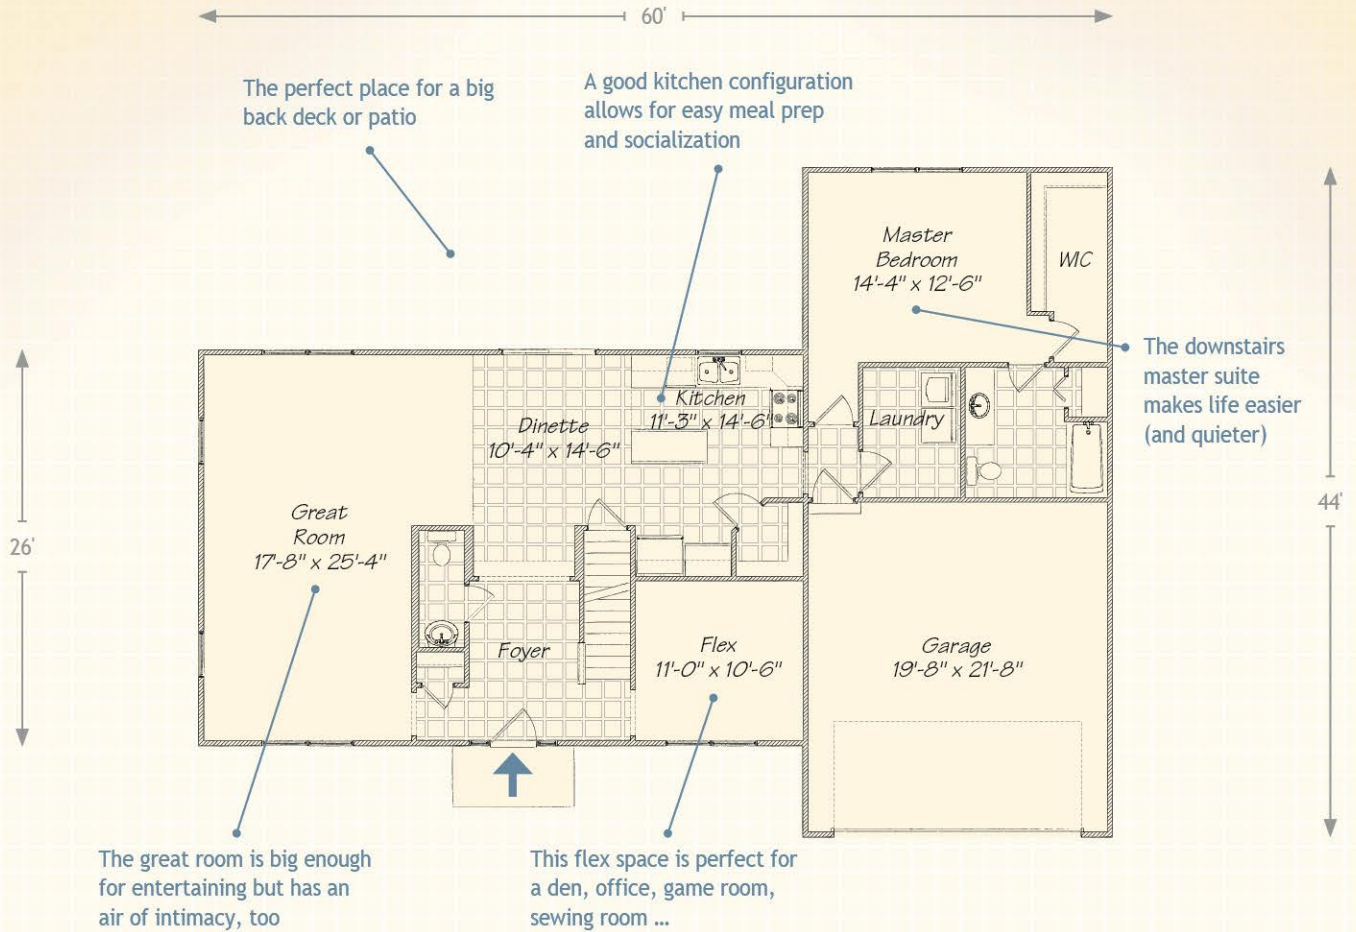 60'
The perfect place for a big
back deck or patio
A good kitchen configuration
allows for easy meal prep
and socialization
Master
Bedroom
14'-4" x 12'-6"
WIC
The downstairs
master suite
makes life easier
(and quieter)
Kitchen
11'-3" x 14'-6"
Laundry
Dinette
10'-4" x 14'-6"
44'
26'
Great
Room
17'-8" x 25'-4"
Foyer
Flex
11'-0" x 10'-6"
Garage
19'-8" x 21'-8"
The great room is big enough
for entertaining but has an
air of intimacy, too
This flex space is perfect for
a den, office, game room,
sewing room ...